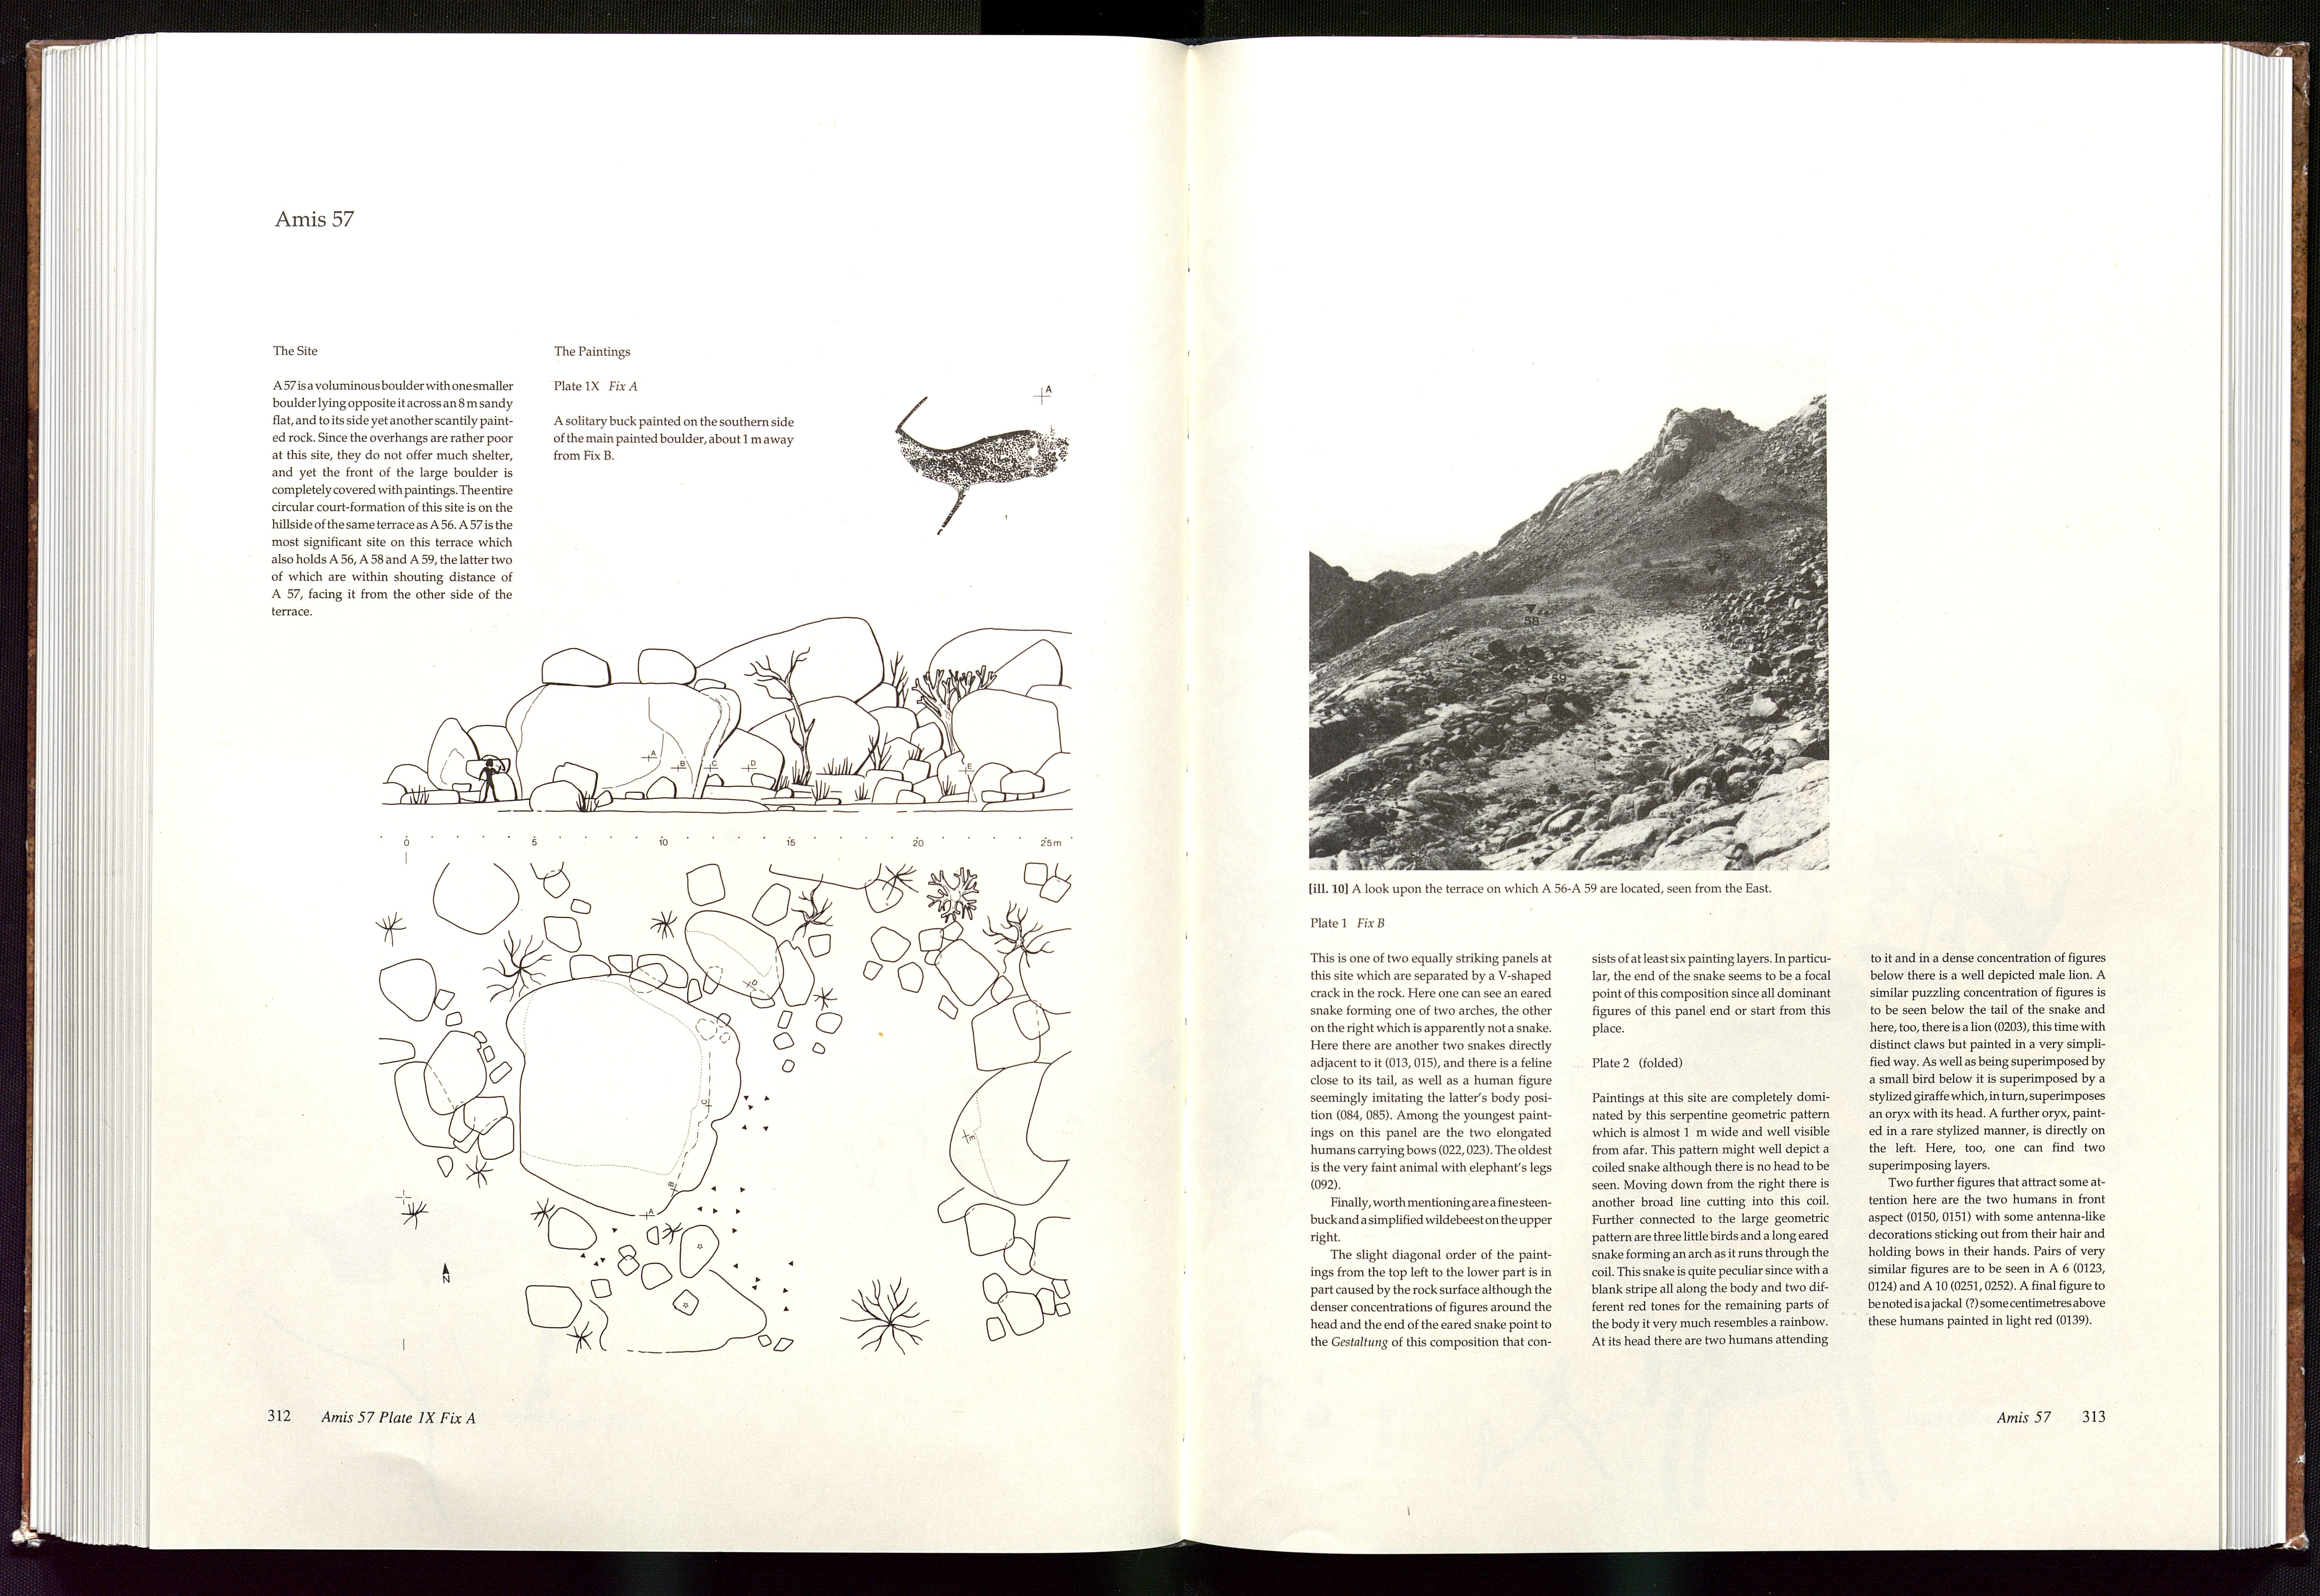 Amis 57
The Site
A 57 is a voluminous boulder with one smaller
boulder lying opposite it across an 8 m sandy
flat, and to its side yet another scantily paint-
ed rock. Since the overhangs are rather poor
at this site, they do not offer much shelter,
and yet the front of the large boulder is
completely covered with paintings. The entire
circular court-formation of this site is on the
hillside of the same terrace as A 56. A 57 is the
most significant site on this terrace which
also holds A 56, A 58 and A 59, the latter two
of which are within shouting distance of
A 57, facing it from the other side of the
terrace.
The Paintings
Plate 1X Fix A
A solitary buck painted on the southern side
of the main painted boulder, about 1 m away
from Fix B.
A
1
A
B
C
D
E
0 5 10 15 20 25 m
D
C
E
B
A
N
312 Amis 57 Plate 1X Fix A
56
58
59
[ill. 10] A look upon the terrace on which A 56-A 59 are located, seen from the East.
Plate 1 Fix B
This is one of two equally striking panels at
this site which are separated by a V-shaped
crack in the rock. Here one can see an eared
snake forming one of two arches, the other
on the right which is apparently not a snake.
Here there are another two snakes directly
adjacent to it (013, 015), and there is a feline
close to its tail, as well as a human figure
seemingly imitating the latter's body posi-
tion (084, 085). Among the youngest paint-
ings on this panel are the two elongated
humans carrying bows (022, 023). The oldest
is the very faint animal with elephant's legs
(092).
Finally, worth mentioning are a fine steen-
buck and a simplified wildebeest on the upper
right.
The slight diagonal order of the paint-
ings from the top left to the lower part is in
part caused by the rock surface although the
denser concentrations of figures around the
head and the end of the eared snake point to
the Gestaltung of this composition that con-
sists of at least six painting layers. In particu-
lar, the end of the snake seems to be a focal
point of this composition since all dominant
figures of this panel end or start from this
place.
Plate 2 (folded)
Paintings at this site are completely domi-
nated by this serpentine geometric pattern
which is almost 1 m wide and well visible
from afar. This pattern might well depict a
coiled snake although there is no head to be
seen. Moving down from the right there is
another broad line cutting into this coil.
Further connected to the large geometric
pattern are three little birds and a long eared
snake forming an arch as it runs through the
coil. This snake is quite peculiar since with a
blank stripe all along the body and two dif-
ferent red tones for the remaining parts of
the body it very much resembles a rainbow.
At its head there are two humans attending
to it and in a dense concentration of figures
below there is a well depicted male lion. A
similar puzzling concentration of figures is
to be seen below the tail of the snake and
here, too, there is a lion (0203), this time with
distinct claws but painted in a very simpli-
fied way. As well as being superimposed by
a small bird below it is superimposed by a
stylized giraffe which, in turn, superimposes
an oryx with its head. A further oryx, paint-
ed in a rare stylized manner, is directly on
the left. Here, too, one can find two
superimposing layers.
Two further figures that attract some at-
tention here are the two humans in front
aspect (0150, 0151) with some antenna-like
decorations sticking out from their hair and
holding bows in their hands. Pairs of very
similar figures are to be seen in A 6 (0123,
0124) and A 10 (0251, 0252). A final figure to
be noted is a jackal (?) some centimetres above
these humans painted in light red (0139).
Amis 57 313